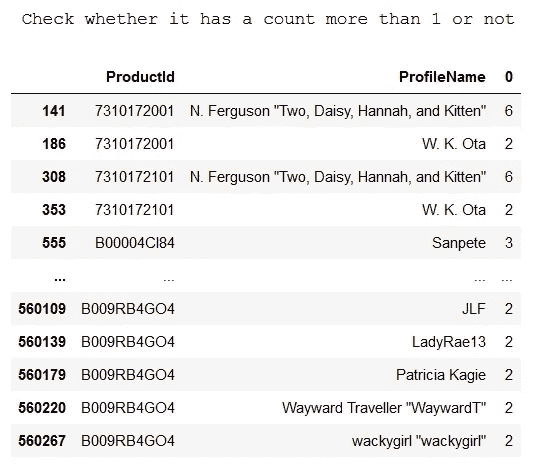 Check whether it has a count more than 1 or not
ProductId ProfileName 0
141 7310172001 N. Ferguson "Two, Daisy, Hannah, and Kitten" 6
186 7310172001 W. K. Ota 2
308 7310172101 N. Ferguson "Two, Daisy, Hannah, and Kitten" 6
353 7310172101 W. K. Ota 2
555 B00004CI84 Sanpete 3
... ... ... ...
560109 B009RB4GO4 JLF 2
560139 B009RB4GO4 LadyRae13 2
560179 B009RB4GO4 Patricia Kagie 2
560220 B009RB4GO4 Wayward Traveller "WaywardT" 2
560267 B009RB4GO4 wackygirl "wackygirl" 2